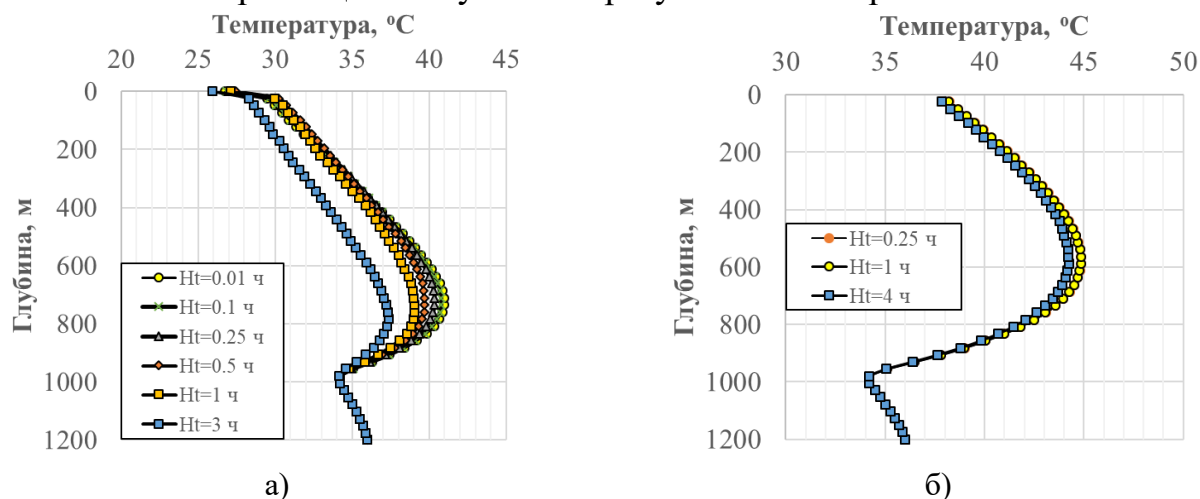 Температура, ºС
20 25 30 35 40 45
0
200
400
600
800
1000
1200
Глубина, м
Ht=0.01 ч
Ht=0.1 ч
Ht=0.25 ч
Ht=0.5 ч
Ht=1 ч
Ht=3 ч
а)
Температура, ºС
30 35 40 45 50
0
200
400
600
800
1000
1200
Глубина, м
Ht=0.25 ч
Ht=1 ч
Ht=4 ч
б)